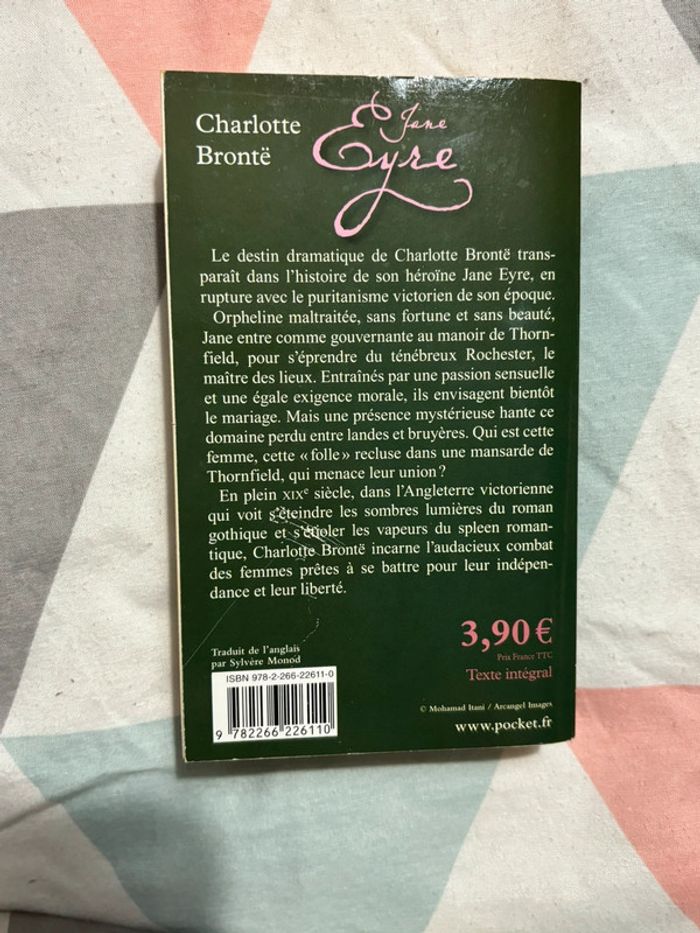 Charlotte
Brontë
Jane
Eyre
Le destin dramatique de Charlotte Brontë trans-
paraît dans l'histoire de son héroïne Jane Eyre, en
rupture avec le puritanisme victorien de son époque.
Orpheline maltraitée, sans fortune et sans beauté,
Jane entre comme gouvernante au manoir de Thorn-
field, pour s'éprendre du ténébreux Rochester, le
maître des lieux. Entraînés par une passion sensuelle
et une égale exigence morale, ils envisagent bientôt
le mariage. Mais une présence mystérieuse hante ce
domaine perdu entre landes et bruyères. Qui est cette
femme, cette « folle » recluse dans une mansarde de
Thornfield, qui menace leur union ?
En plein XIXe siècle, dans l'Angleterre victorienne
qui voit s'éteindre les sombres lumières du roman
gothique et s'étioler les vapeurs du spleen roman-
tique, Charlotte Brontë incarne l'audacieux combat
des femmes prêtes à se battre pour leur indépen-
dance et leur liberté.
3,90 €
Prix France TTC
Texte intégral
Traduit de l'anglais
par Sylvère Monod
ISBN 978-2-266-22611-0
9 782266 226110
© Mohamad Itani / Arcangel Images
www.pocket.fr